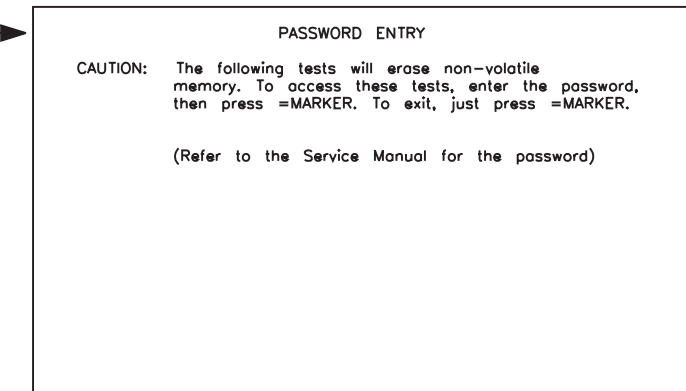 PASSWORD ENTRY
CAUTION: The following tests will erase non-volatile
memory. To access these tests, enter the password,
then press =MARKER. To exit, just press =MARKER.
(Refer to the Service Manual for the password)